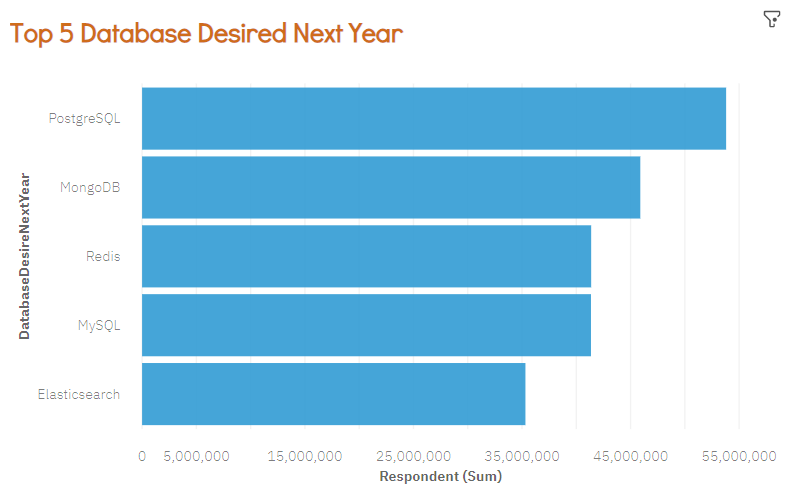 Top 5 Database Desired Next Year
DatabaseDesireNextYear
PostgreSQL
MongoDB
Redis
MySQL
Elasticsearch
0 5,000,000 15,000,000 25,000,000 35,000,000 45,000,000 55,000,000
Respondent (Sum)